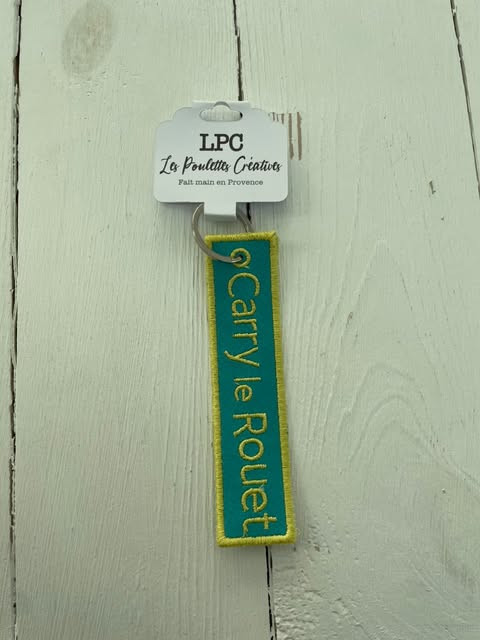 LPC
Les Poulettes Créatives
Fait main en Provence
Carry le Rouet